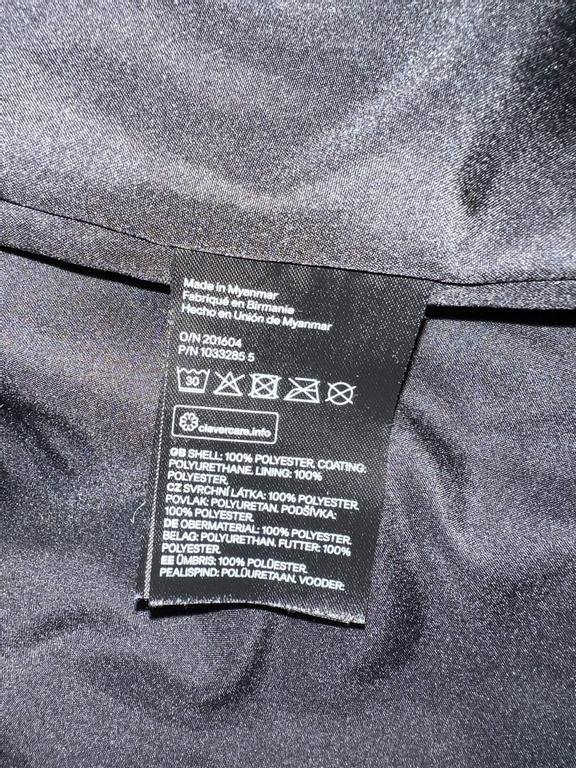 Made in Myanmar
Fabriqué en Birmanie
Hecho en Unión de Myanmar
O/N 201604
P/N 1033285 5
30
clevercare.info
GB SHELL: 100% POLYESTER. COATING:
POLYURETHANE. LINING: 100%
POLYESTER.
CZ SVRCHNÍ LÁTKA: 100% POLYESTER.
POVLAK: POLYURETAN. PODŠÍVKA:
100% POLYESTER.
DE OBERMATERIAL: 100% POLYESTER.
BELAG: POLYURETHAN. FUTTER: 100%
POLYESTER.
EE ÜMBRIS: 100% POLÜESTER.
PEALISPIND: POLÜURETAAN. VOODER: